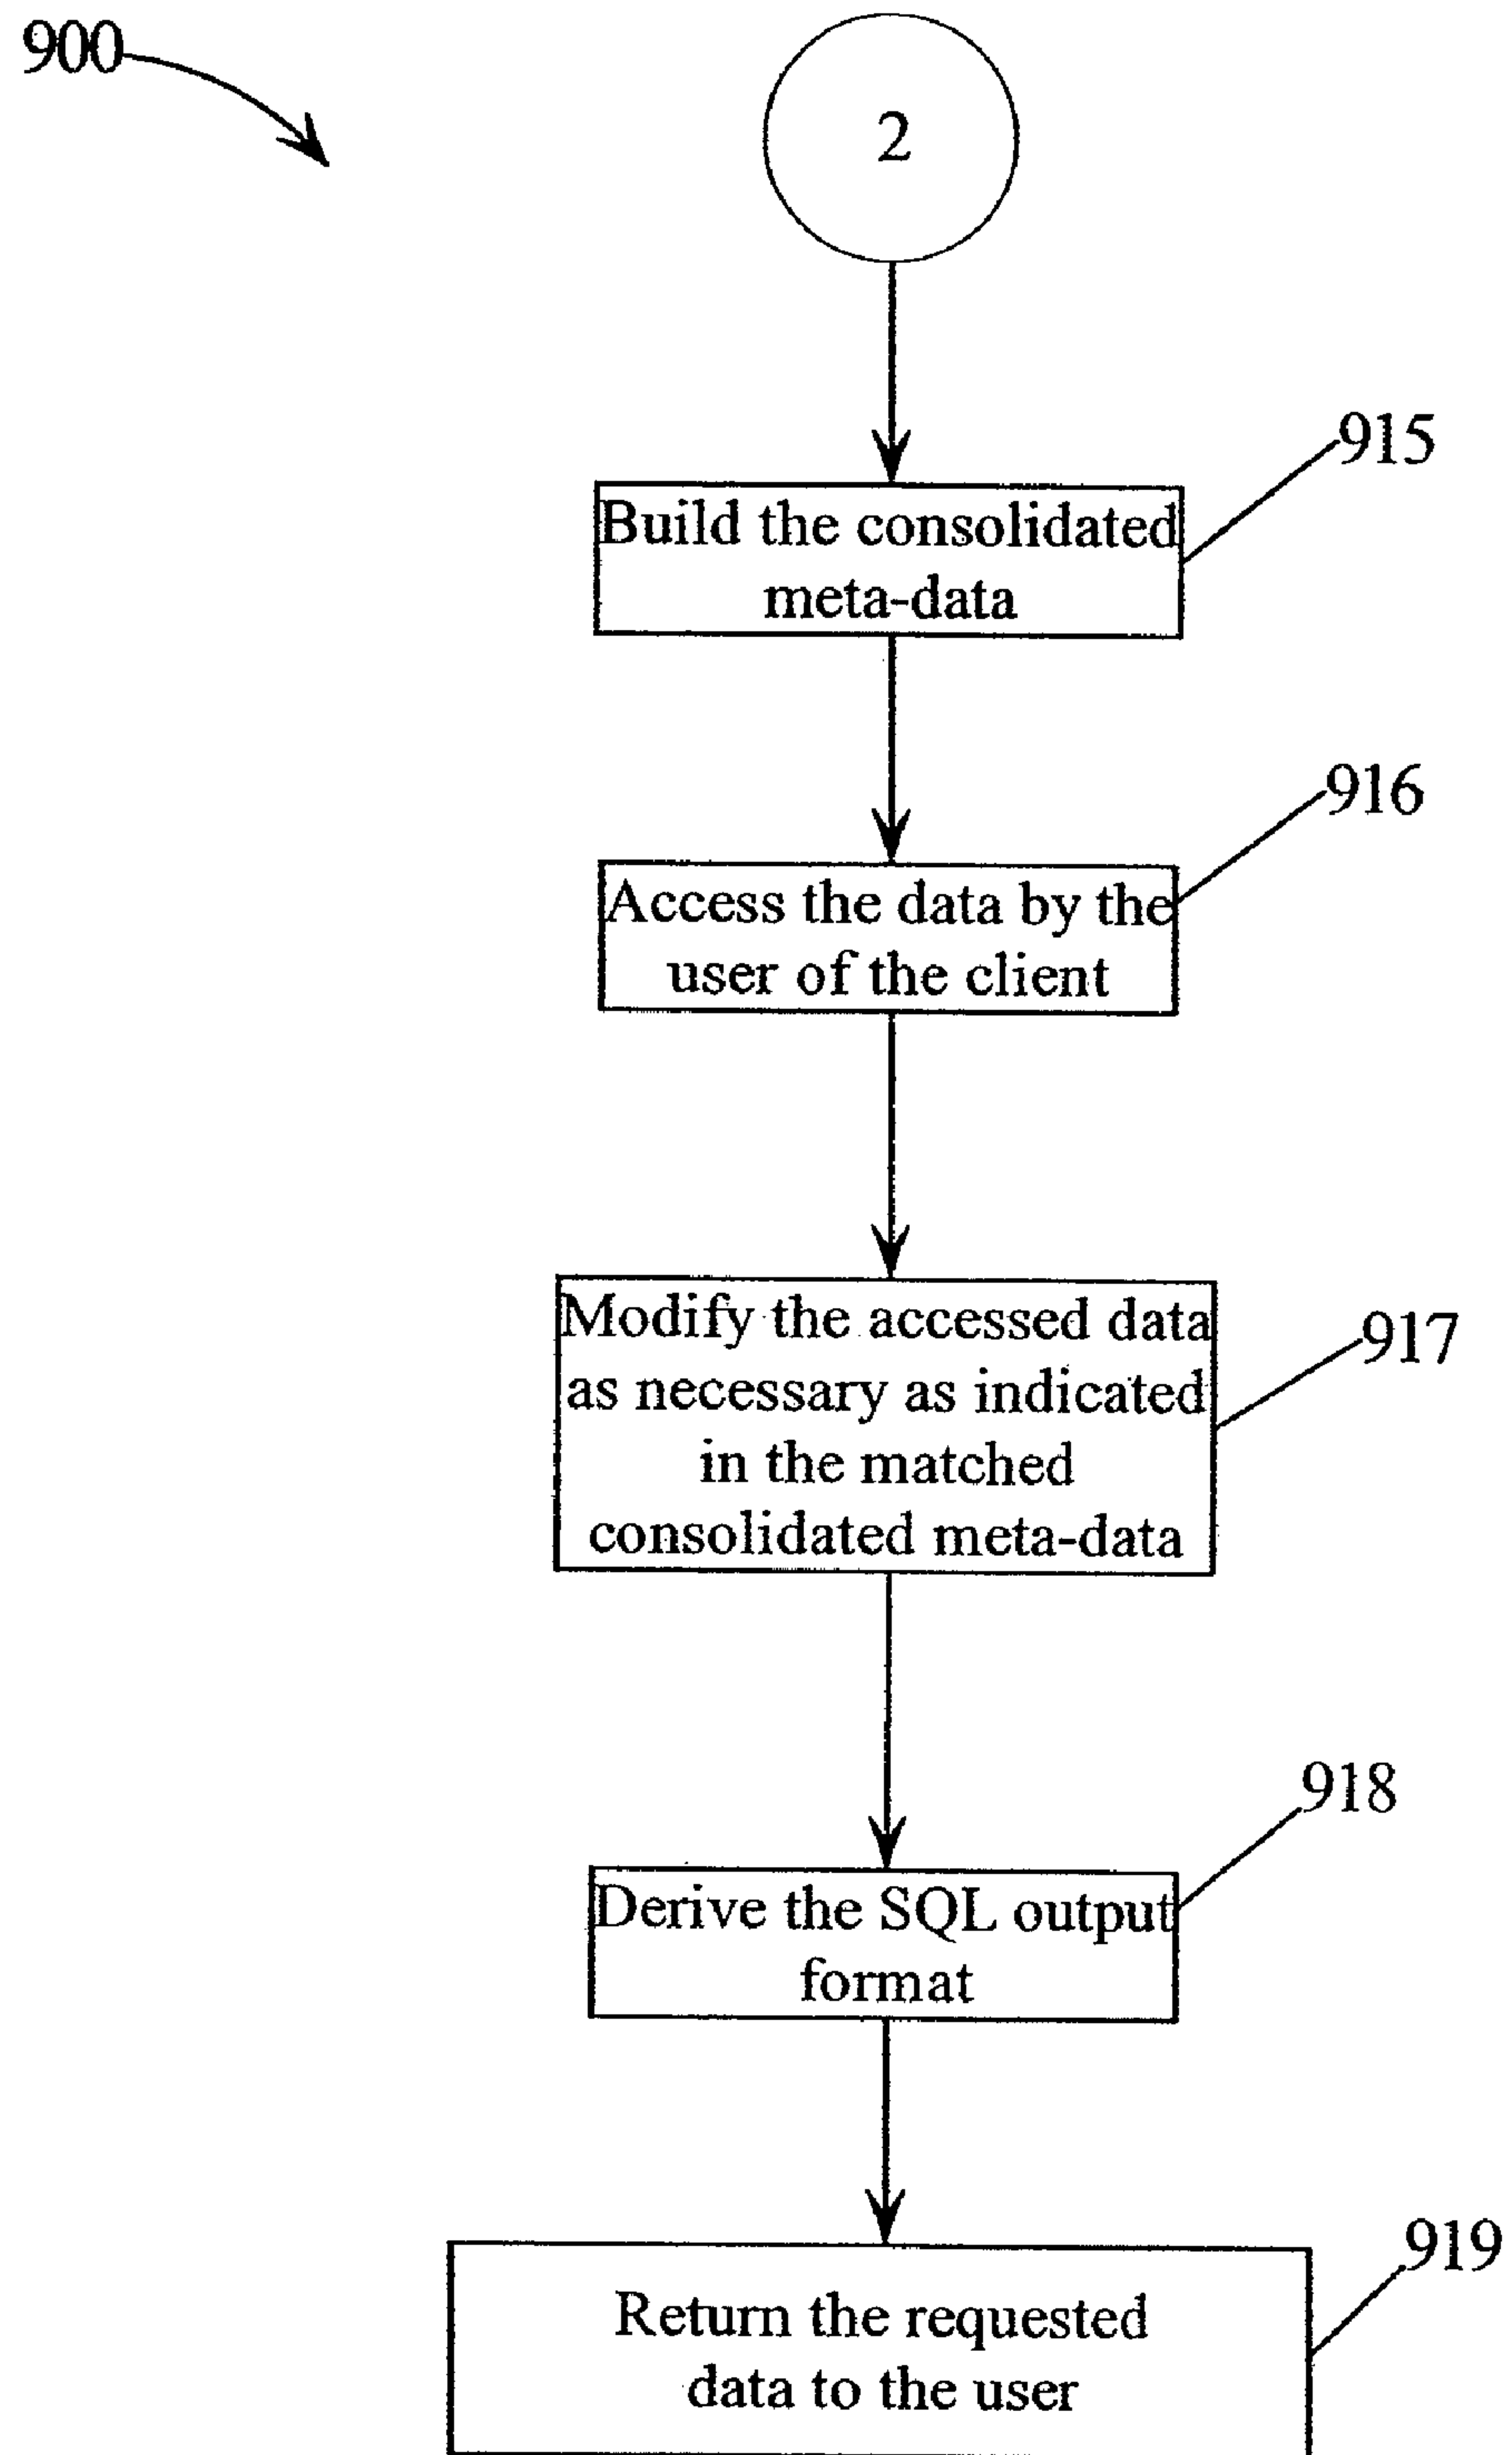 900
2
915
Build the consolidated
meta-data
916
Access the data by the
user of the client
Modify the accessed data
as necessary as indicated
in the matched
consolidated meta-data
917
918
Derive the SQL output
format
919
Return the requested
data to the user